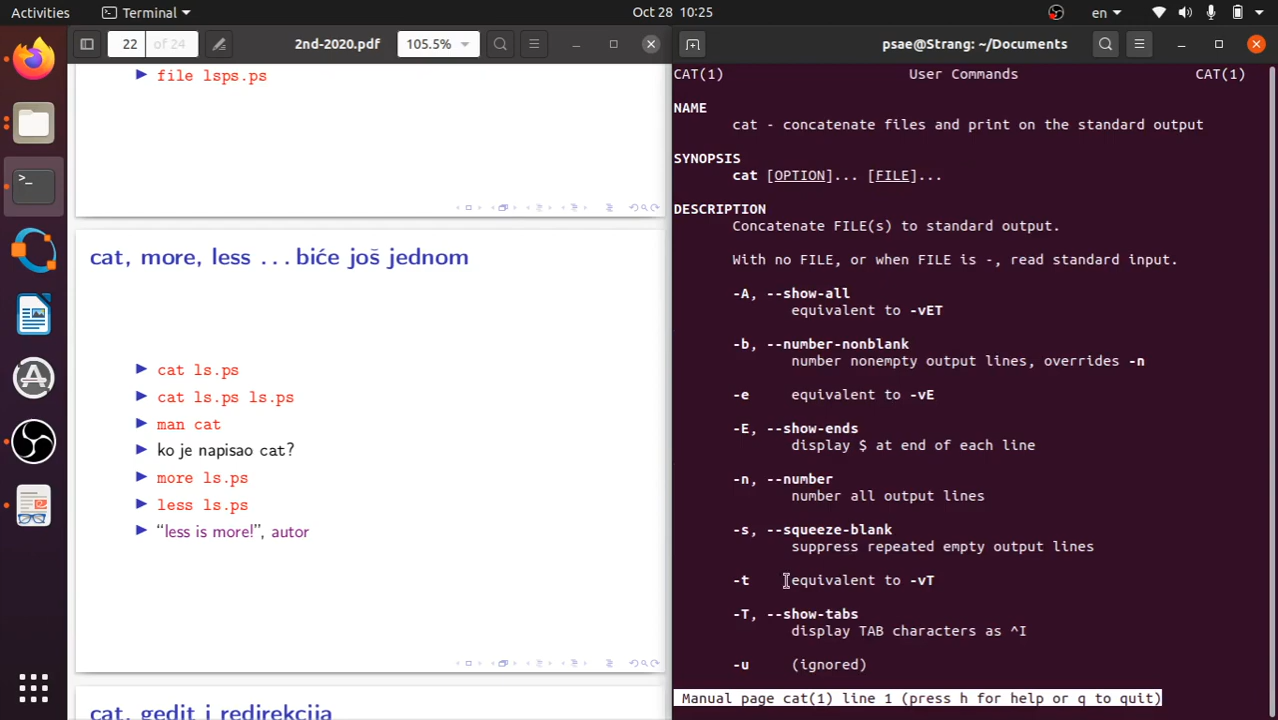 Activities
Terminal
Oct 28 10:25
en
22 of 24
2nd-2020.pdf
105.5%
file lsps.ps
cat, more, less ... biće još jednom
cat ls.ps
cat ls.ps ls.ps
man cat
ko je napisao cat?
more ls.ps
less ls.ps
“less is more!”, autor
cat, gedit i redirekcija
psae@Strang: ~/Documents
CAT(1) User Commands CAT(1)
NAME
cat - concatenate files and print on the standard output
SYNOPSIS
cat [OPTION]... [FILE]...
DESCRIPTION
Concatenate FILE(s) to standard output.
With no FILE, or when FILE is -, read standard input.
-A, --show-all
equivalent to -vET
-b, --number-nonblank
number nonempty output lines, overrides -n
-e equivalent to -vE
-E, --show-ends
display $ at end of each line
-n, --number
number all output lines
-s, --squeeze-blank
suppress repeated empty output lines
-t equivalent to -vT
-T, --show-tabs
display TAB characters as ^I
-u (ignored)
Manual page cat(1) line 1 (press h for help or q to quit)